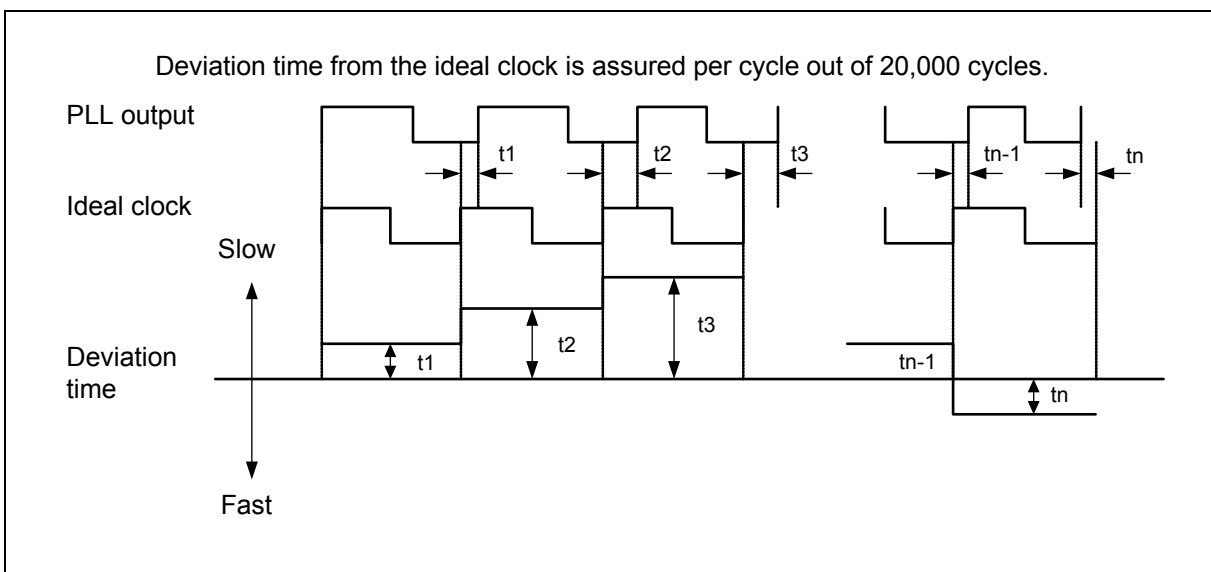 Deviation time from the ideal clock is assured per cycle out of 20,000 cycles.
PLL output
t1
t2
t3
tn-1
tn
Ideal clock
Slow
Deviation
time
t1
t2
t3
tn-1
tn
Fast